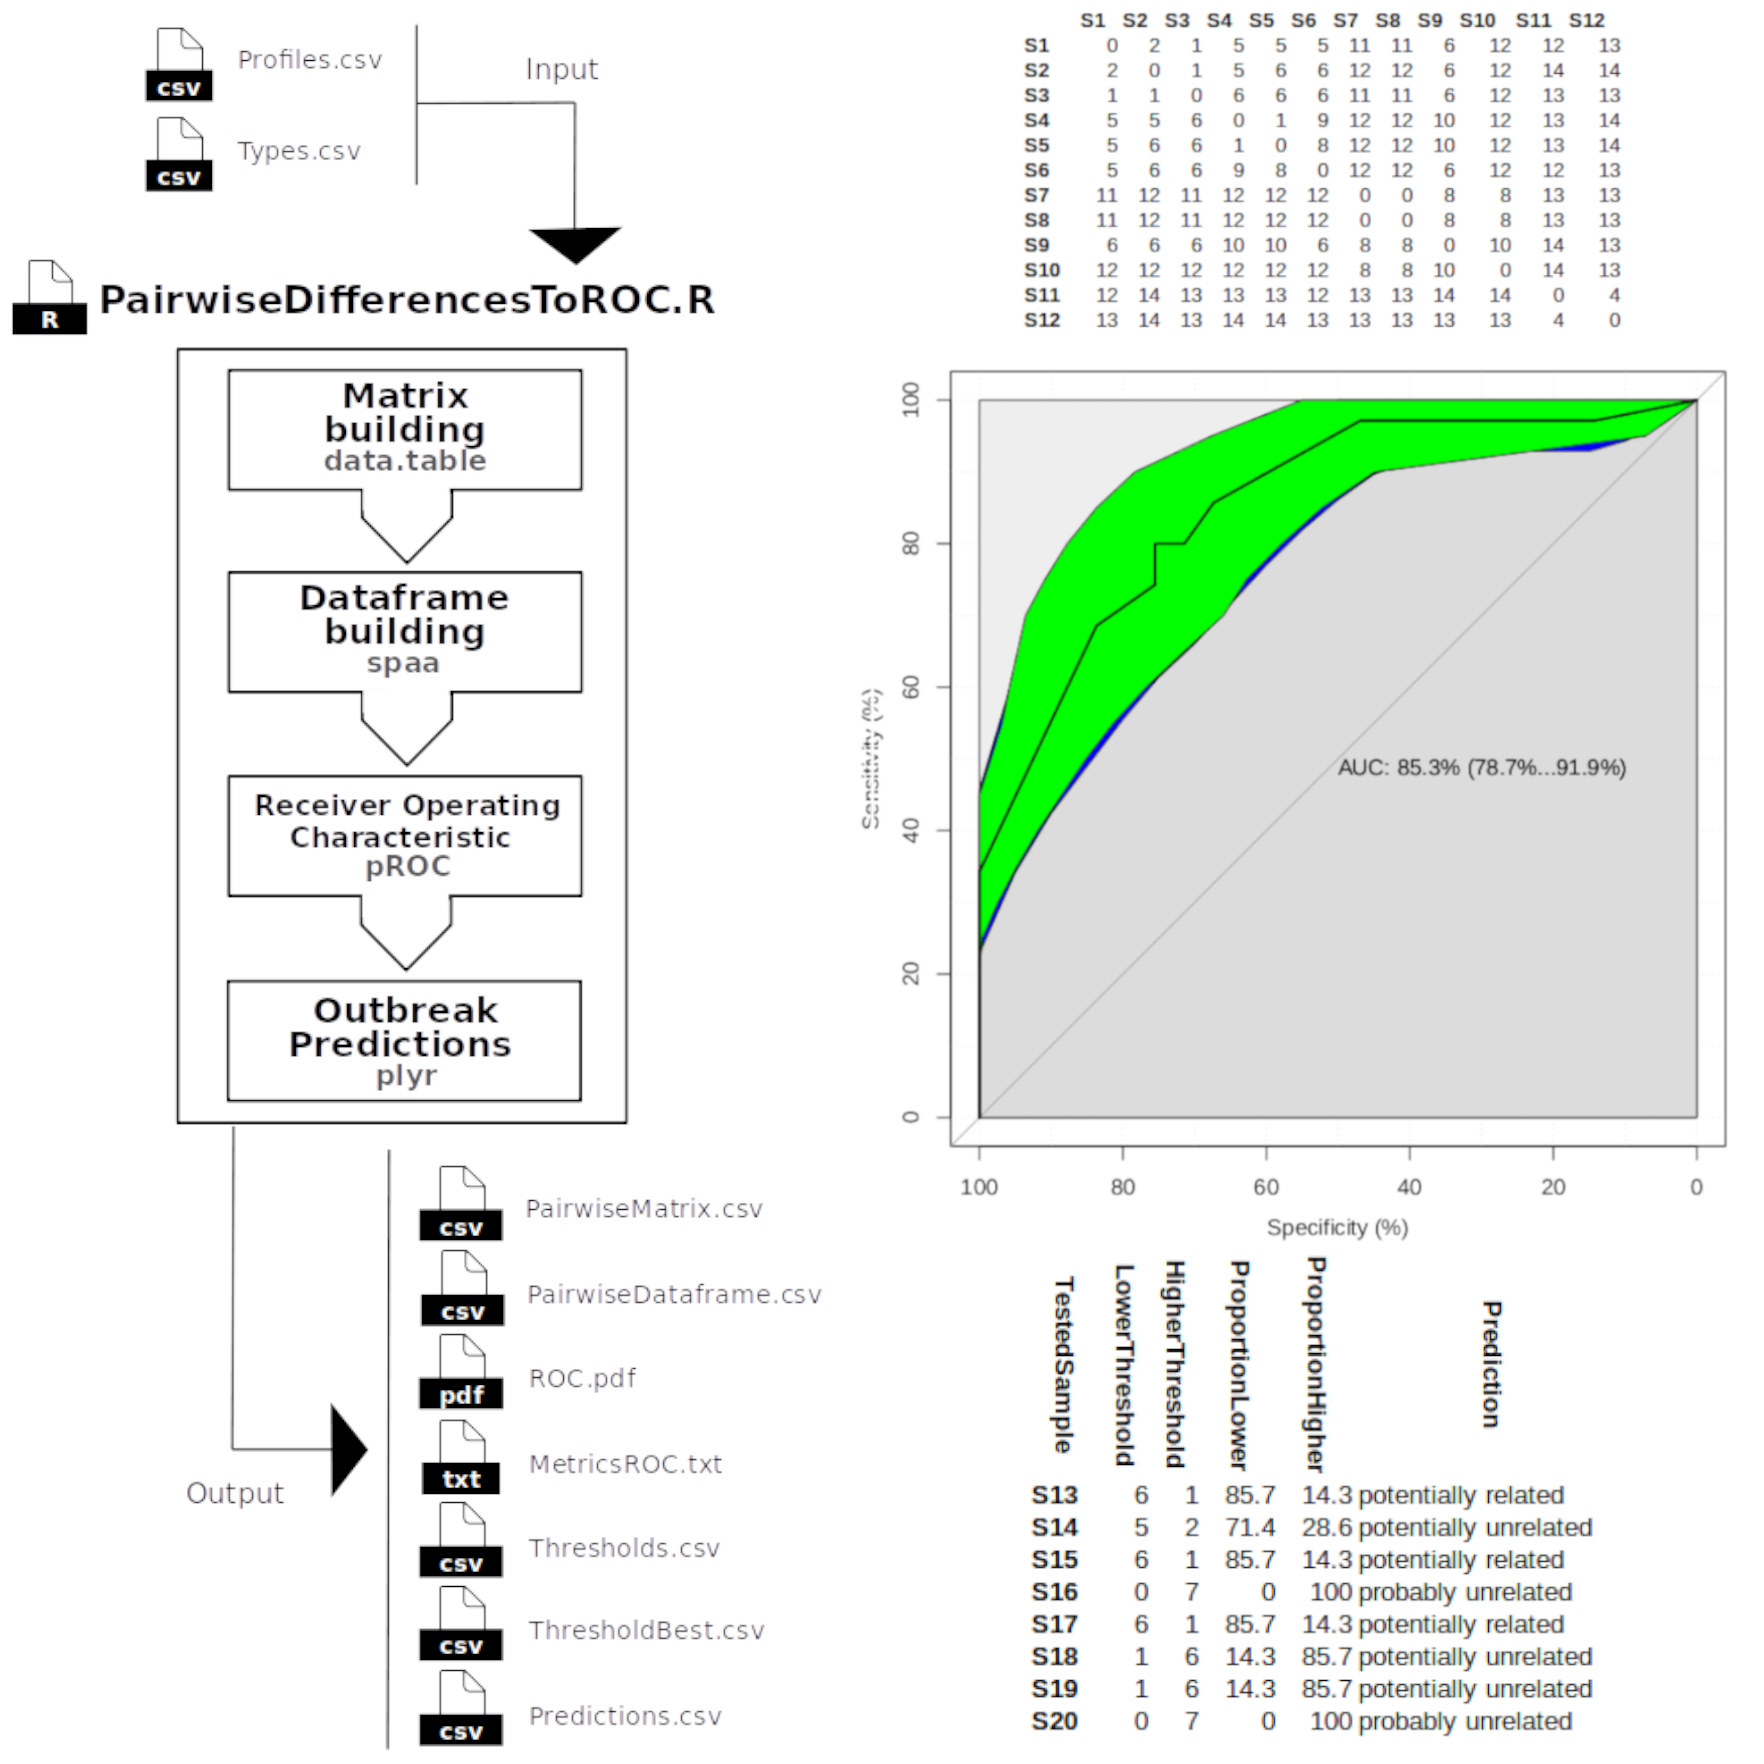 csv
Profiles.csv
csv
Types.csv
Input
R
PairwiseDifferencesToROC.R
Matrix
building
data.table
Dataframe
building
spaa
Receiver Operating
Characteristic
pROC
Outbreak
Predictions
plyr
Output
csv
PairwiseMatrix.csv
csv
PairwiseDataframe.csv
pdf
ROC.pdf
txt
MetricsROC.txt
csv
Thresholds.csv
csv
ThresholdBest.csv
csv
Predictions.csv
S1 S2 S3 S4 S5 S6 S7 S8 S9 S10 S11 S12
S1 0 2 1 5 5 5 11 11 6 12 12 13
S2 2 0 1 5 6 6 12 12 6 12 14 14
S3 1 1 0 6 6 6 11 11 6 12 13 13
S4 5 5 6 0 1 9 12 12 10 12 13 14
S5 5 6 6 1 0 8 12 12 10 12 13 14
S6 5 6 6 9 8 0 12 12 6 12 12 13
S7 11 12 11 12 12 12 0 0 8 8 13 13
S8 11 12 11 12 12 12 0 0 8 8 13 13
S9 6 6 6 10 10 6 8 8 0 10 14 13
S10 12 12 12 12 12 12 8 8 10 0 14 13
S11 12 14 13 13 13 12 13 13 14 14 0 4
S12 13 14 13 14 14 13 13 13 13 13 4 0
100
80
60
40
20
0
Sensitivity (%)
AUC: 85.3% (78.7%...91.9%)
100 80 60 40 20 0
Specificity (%)
TestedSample LowerThreshold HigherThreshold ProportionLower ProportionHigher Prediction
S13 6 1 85.7 14.3 potentially related
S14 5 2 71.4 28.6 potentially unrelated
S15 6 1 85.7 14.3 potentially related
S16 0 7 0 100 probably unrelated
S17 6 1 85.7 14.3 potentially related
S18 1 6 14.3 85.7 potentially unrelated
S19 1 6 14.3 85.7 potentially unrelated
S20 0 7 0 100 probably unrelated